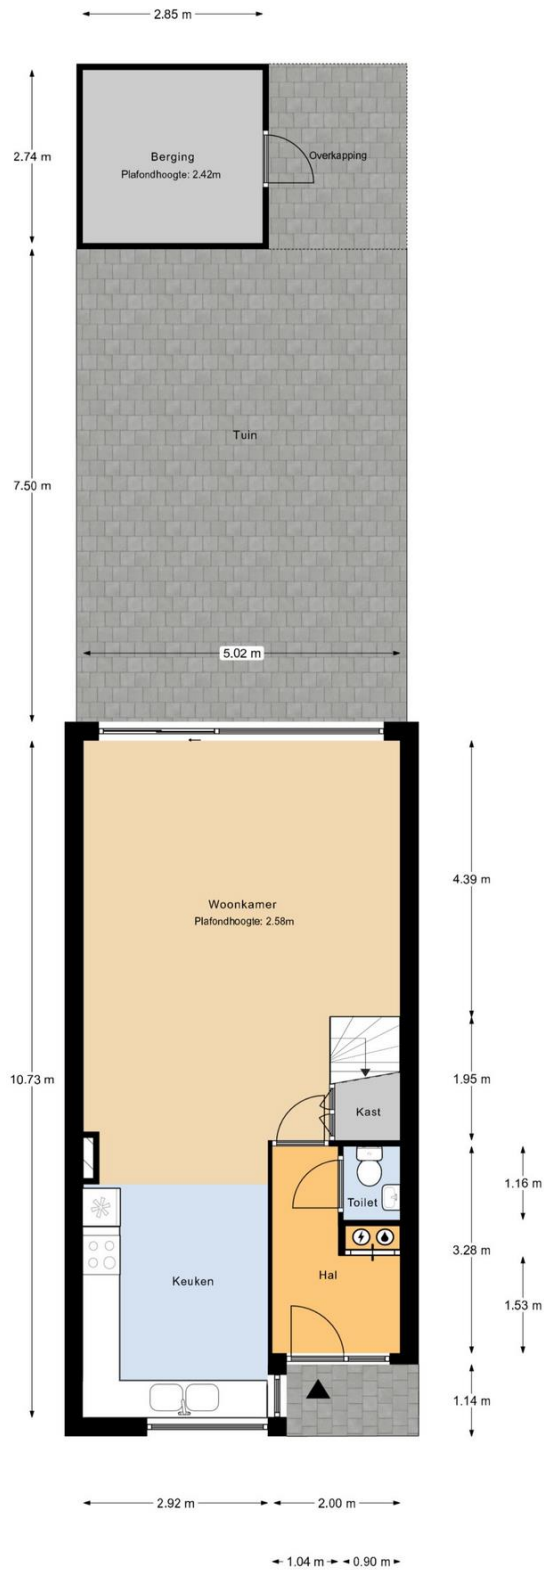 2.85 m
2.74 m
Berging
Plafondhoogte: 2.42m
Overkapping
Tuin
7.50 m
5.02 m
Woonkamer
Plafondhoogte: 2.58m
4.39 m
10.73 m
1.95 m
Kast
Toilet
1.16 m
3.28 m
Hal
Keuken
1.53 m
1.14 m
2.92 m
2.00 m
1.04 m
0.90 m